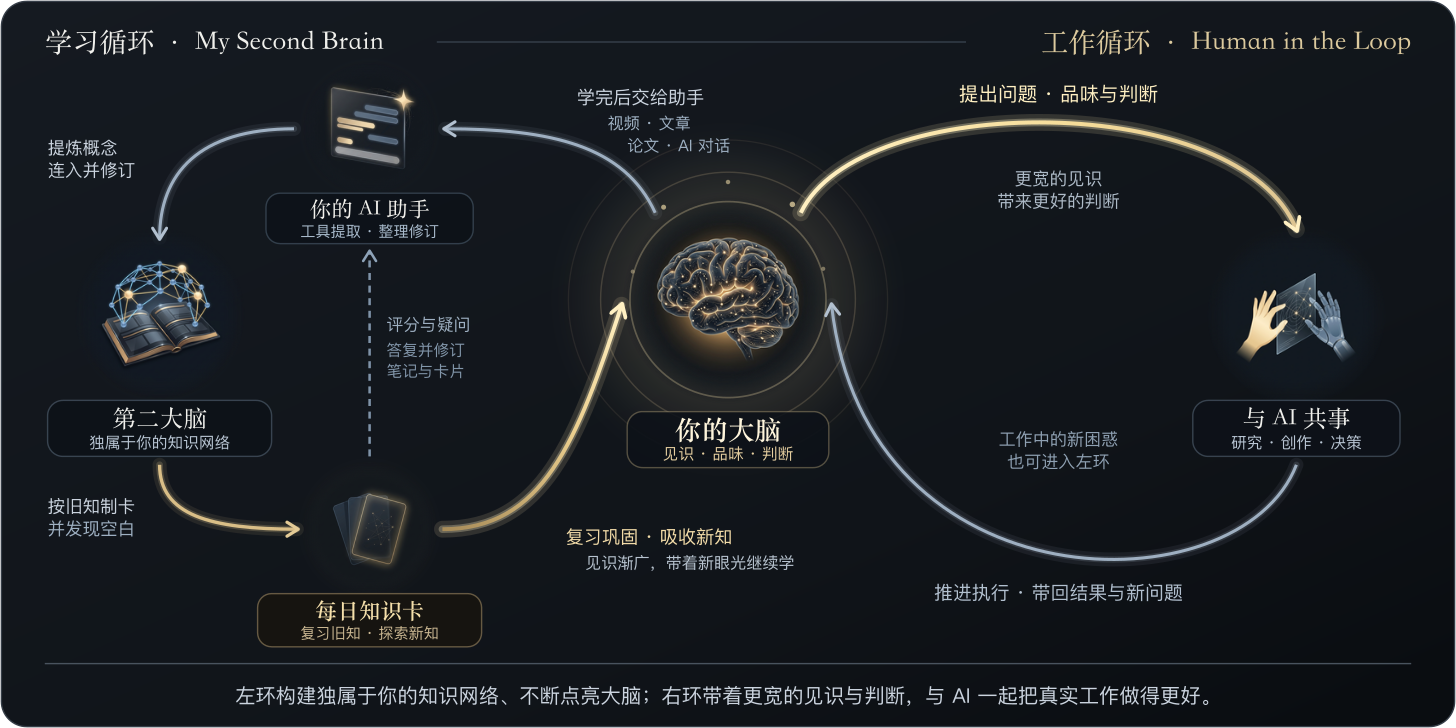 学习循环 · My Second Brain
工作循环 · Human in the Loop
学完后交给助手
视频 · 文章
论文 · AI 对话
提炼概念
连入并修订
你的 AI 助手
工具提取 · 整理修订
评分与疑问
答复并修订
笔记与卡片
第二大脑
独属于你的知识网络
按旧知制卡
并发现空白
每日知识卡
复习旧知 · 探索新知
复习巩固 · 吸收新知
见识渐广，带着新眼光继续学
你的大脑
见识 · 品味 · 判断
提出问题 · 品味与判断
更宽的见识
带来更好的判断
与 AI 共事
研究 · 创作 · 决策
工作中的新困惑
也可进入左环
推进执行 · 带回结果与新问题
左环构建独属于你的知识网络、不断点亮大脑；右环带着更宽的见识与判断，与 AI 一起把真实工作做得更好。